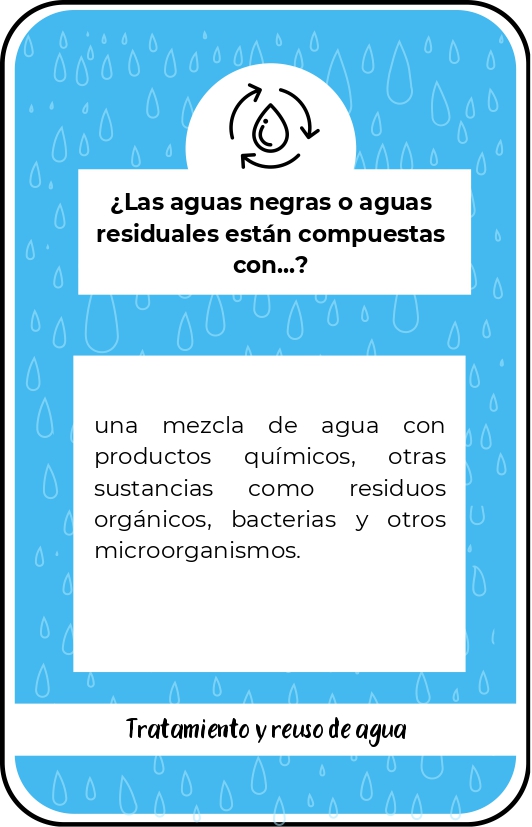 ¿Las aguas negras o aguas
residuales están compuestas
con...?
una mezcla de agua con
productos químicos, otras
sustancias como residuos
orgánicos, bacterias y otros
microorganismos.
Tratamiento y reuso de agua